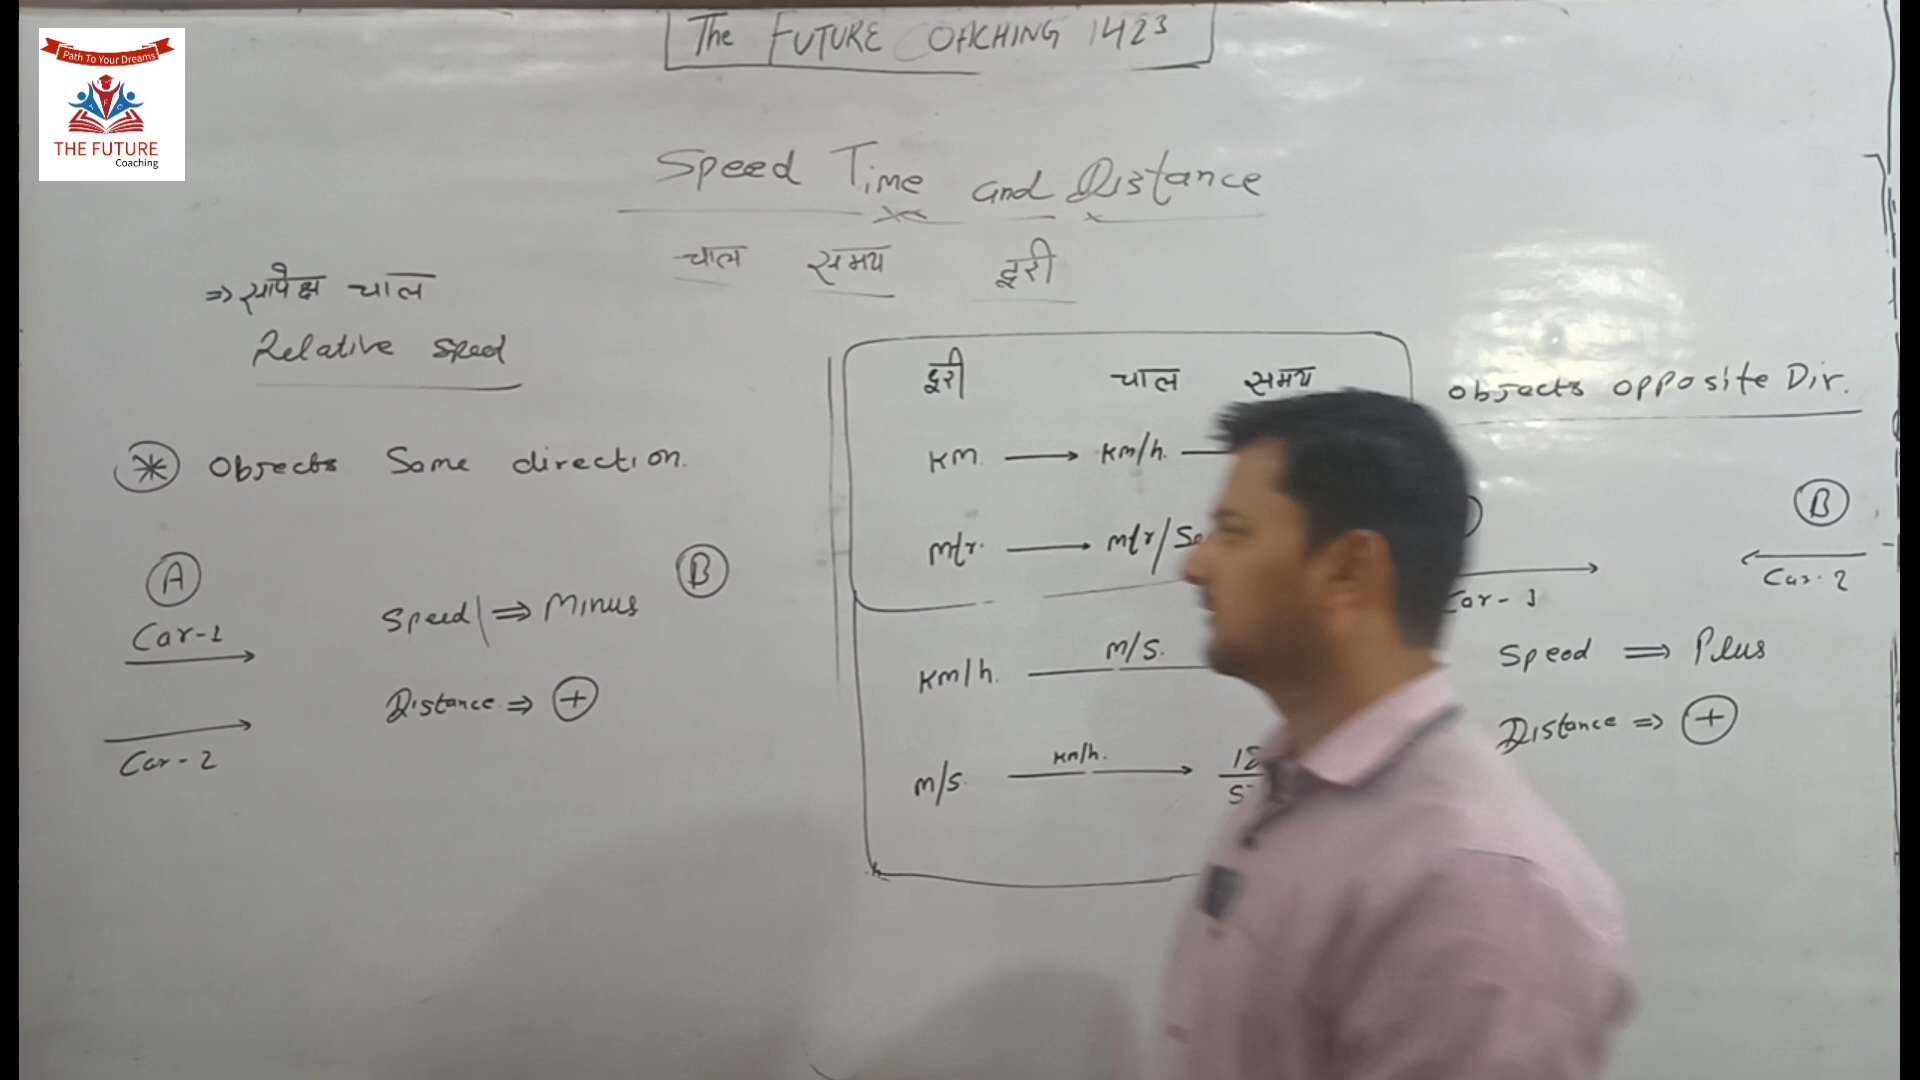 Path To Your Dreams
T F C
THE FUTURE
Coaching
The FUTURE COACHING 1423
Speed Time and Distance
चाल समय दूरी
⇒ सापेक्ष चाल
Relative speed
* Objects Same direction.
A
B
Car-1
Speed ⇒ Minus
Distance ⇒ +
Car-2
दूरी चाल समय
KM → KM/h. —
Mtr. → Mtr/Se
KM/h. — M/S.
M/S. — KM/h. → 18/5
objects opposite Dir.
B
Car-1
Car-2
Speed ⇒ Plus
Distance ⇒ +